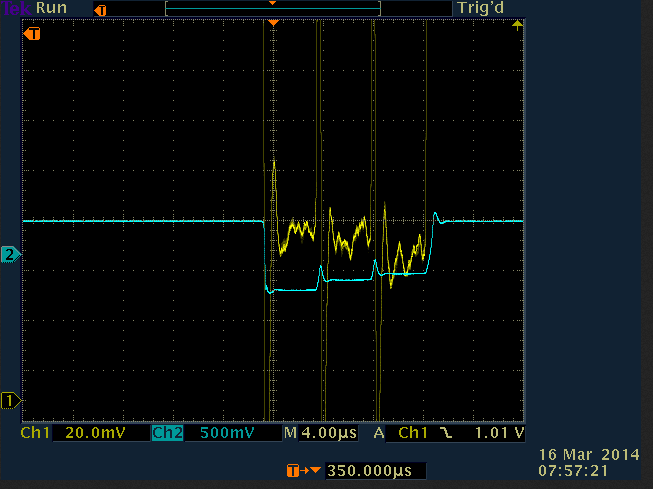 Tek Run Trig'd
T
T
2
1
Ch1 20.0mV Ch2 500mV M 4.00µs A Ch1 1.01 V
T 350.000µs
16 Mar 2014
07:57:21